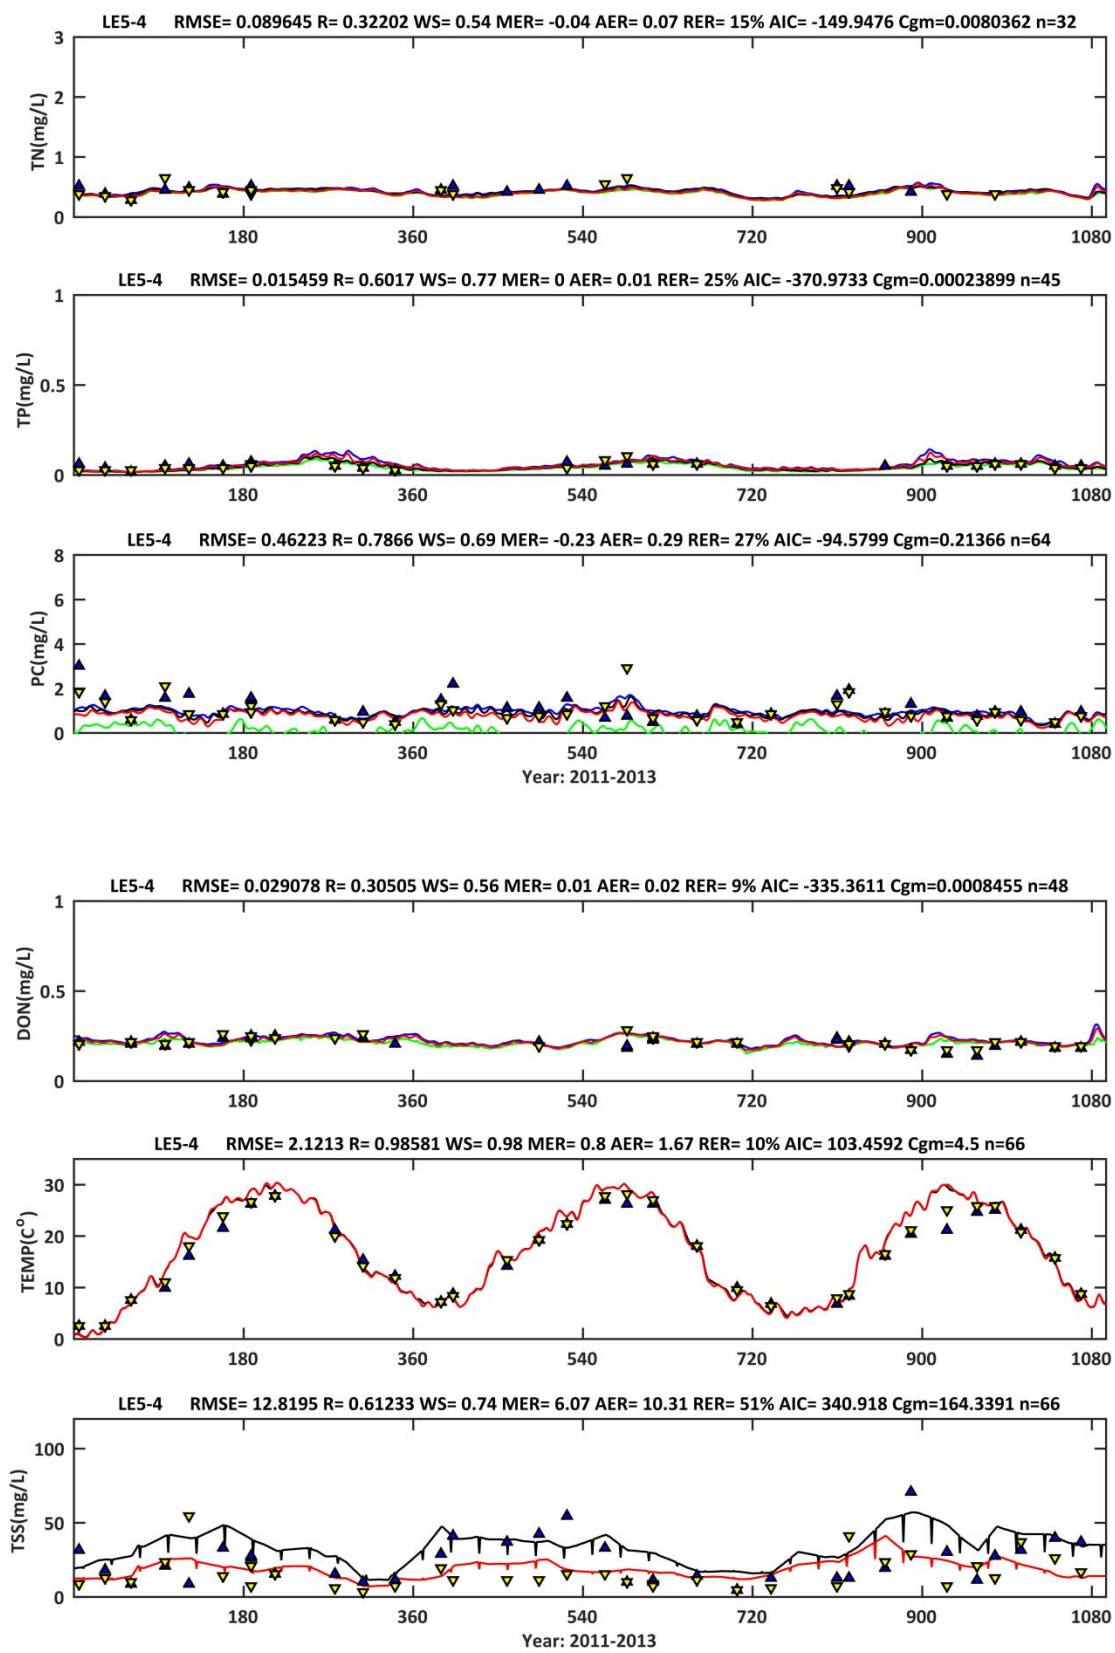 LE5-4 RMSE= 0.089645 R= 0.32202 WS= 0.54 MER= -0.04 AER= 0.07 RER= 15% AIC= -149.9476 Cgm=0.0080362 n=32
3
2
1
0
TN(mg/L)
180 360 540 720 900 1080
LE5-4 RMSE= 0.015459 R= 0.6017 WS= 0.77 MER= 0 AER= 0.01 RER= 25% AIC= -370.9733 Cgm=0.00023899 n=45
1
0.5
0
TP(mg/L)
180 360 540 720 900 1080
LE5-4 RMSE= 0.46223 R= 0.7866 WS= 0.69 MER= -0.23 AER= 0.29 RER= 27% AIC= -94.5799 Cgm=0.21366 n=64
8
6
4
2
0
PC(mg/L)
180 360 540 720 900 1080
Year: 2011-2013
LE5-4 RMSE= 0.029078 R= 0.30505 WS= 0.56 MER= 0.01 AER= 0.02 RER= 9% AIC= -335.3611 Cgm=0.0008455 n=48
1
0.5
0
DON(mg/L)
180 360 540 720 900 1080
LE5-4 RMSE= 2.1213 R= 0.98581 WS= 0.98 MER= 0.8 AER= 1.67 RER= 10% AIC= 103.4592 Cgm=4.5 n=66
30
20
10
0
TEMP(C°)
180 360 540 720 900 1080
LE5-4 RMSE= 12.8195 R= 0.61233 WS= 0.74 MER= 6.07 AER= 10.31 RER= 51% AIC= 340.918 Cgm=164.3391 n=66
100
50
0
TSS(mg/L)
180 360 540 720 900 1080
Year: 2011-2013